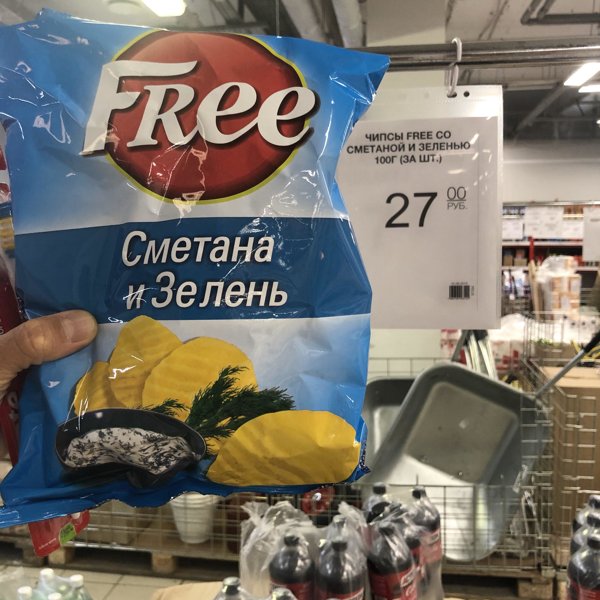 FREE
Сметана
и Зелень
ЧИПСЫ FREE СО
СМЕТАНОЙ И ЗЕЛЕНЬЮ
100Г (ЗА ШТ.)
27 00
РУБ.